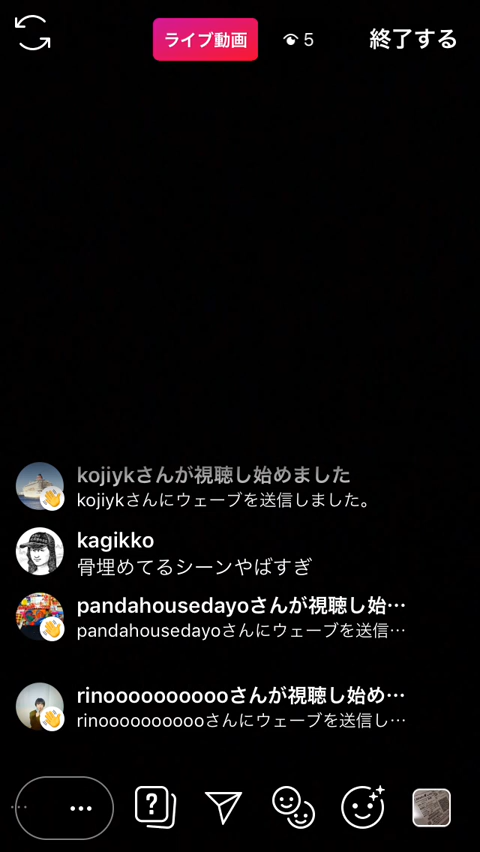 ライブ動画 5 終了する
kojiykさんが視聴し始めました
kojiykさんにウェーブを送信しました。
kagikko
骨埋めてるシーンやばすぎ
pandahousedayoさんが視聴し始…
pandahousedayoさんにウェーブを送信…
rinoooooooooooさんが視聴し始め…
rinoooooooooooさんにウェーブを送信し…